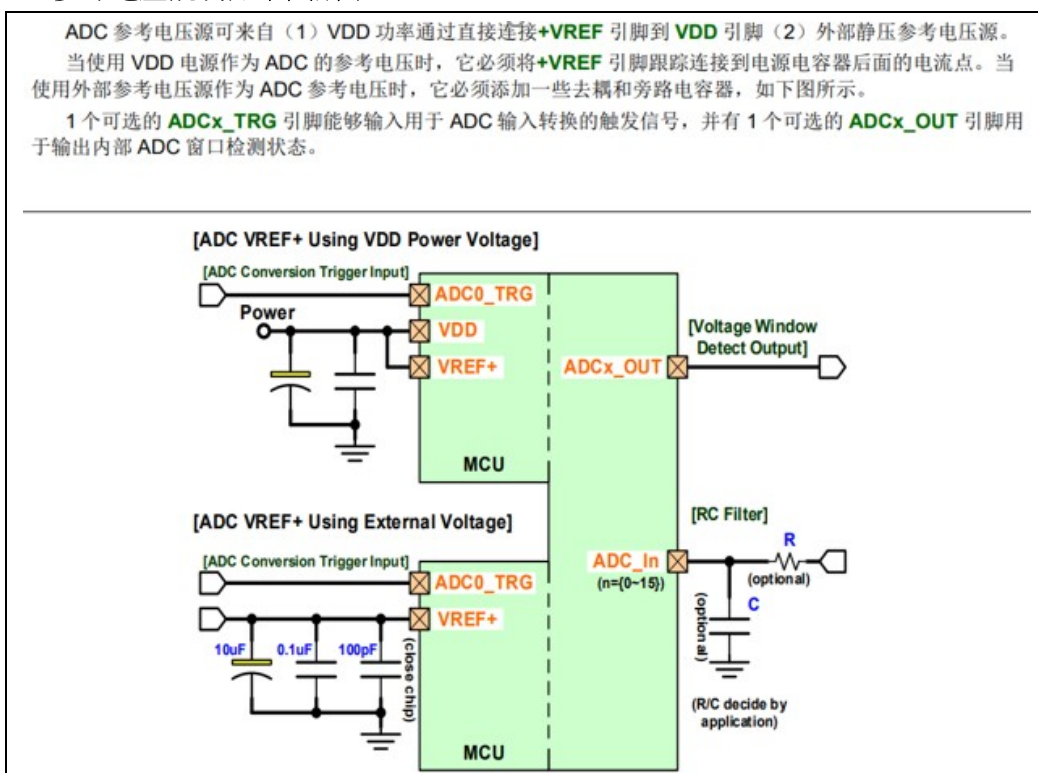 ADC 参考电压源可来自（1）VDD 功率通过直接连接+VREF 引脚到 VDD 引脚（2）外部静压参考电压源。
当使用 VDD 电源作为 ADC 的参考电压时，它必须将+VREF 引脚跟踪连接到电源电容器后面的电流点。当
使用外部参考电压源作为 ADC 参考电压时，它必须添加一些去耦和旁路电容器，如下图所示。
1 个可选的 ADCx_TRG 引脚能够输入用于 ADC 输入转换的触发信号，并有 1 个可选的 ADCx_OUT 引脚用
于输出内部 ADC 窗口检测状态。
[ADC VREF+ Using VDD Power Voltage]
[ADC Conversion Trigger Input]
ADC0_TRG
Power
VDD
VREF+
MCU
[Voltage Window
Detect Output]
ADCx_OUT
[ADC VREF+ Using External Voltage]
[ADC Conversion Trigger Input]
ADC0_TRG
VREF+
10uF
0.1uF
100pF
(close chip)
MCU
[RC Filter]
ADC_In
(n={0~15})
R
(optional)
C
(optional)
(R/C decide by
application)